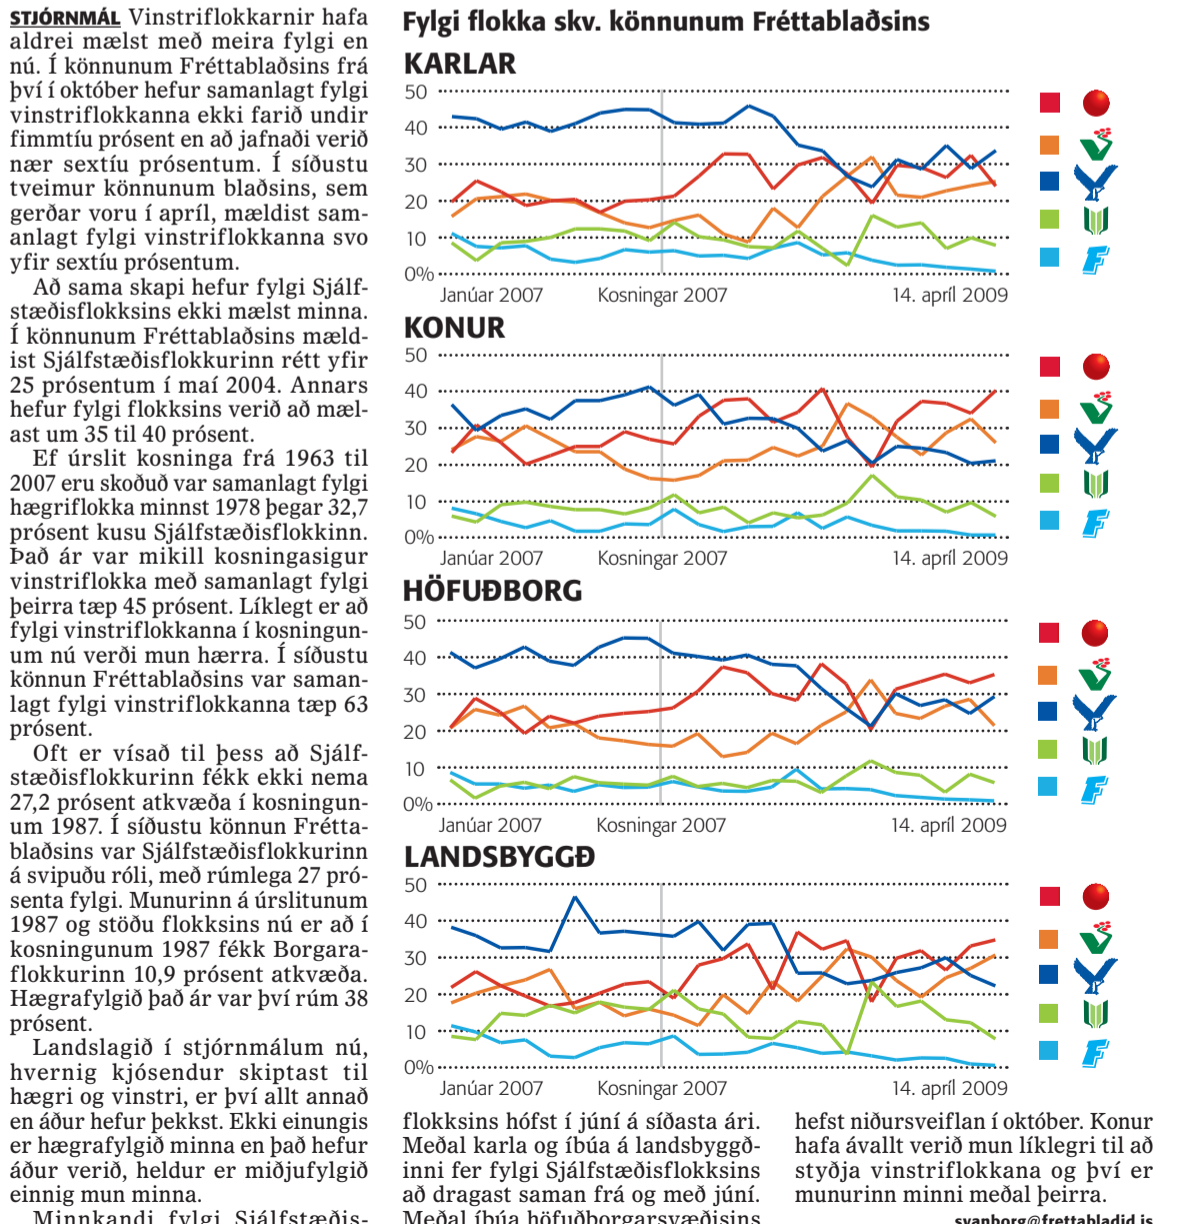 STJÓRNMÁL Vinstriflokkarnir hafa
aldrei mælst með meira fylgi en
nú. Í könnunum Fréttablaðsins frá
því í október hefur samanlagt fylgi
vinstriflokkanna ekki farið undir
fimmtíu prósent en að jafnaði verið
nær sextíu prósentum. Í síðustu
tveimur könnunum blaðsins, sem
gerðar voru í apríl, mældist sam-
anlagt fylgi vinstriflokkanna svo
yfir sextíu prósentum.
Að sama skapi hefur fylgi Sjálf-
stæðisflokksins ekki mælst minna.
Í könnunum Fréttablaðsins mæld-
ist Sjálfstæðisflokkurinn rétt yfir
25 prósentum í maí 2004. Annars
hefur fylgi flokksins verið að mæl-
ast um 35 til 40 prósent.
Ef úrslit kosninga frá 1963 til
2007 eru skoðuð var samanlagt fylgi
hægriflokka minnst 1978 þegar 32,7
prósent kusu Sjálfstæðisflokkinn.
Það ár var mikill kosningasigur
vinstriflokka með samanlagt fylgi
þeirra tæp 45 prósent. Líklegt er að
fylgi vinstriflokkanna í kosningun-
um nú verði mun hærra. Í síðustu
könnun Fréttablaðsins var saman-
lagt fylgi vinstriflokkanna tæp 63
prósent.
Oft er vísað til þess að Sjálf-
stæðisflokkurinn fékk ekki nema
27,2 prósent atkvæða í kosningun-
um 1987. Í síðustu könnun Frétta-
blaðsins var Sjálfstæðisflokkurinn
á svipuðu róli, með rúmlega 27 pró-
senta fylgi. Munurinn á úrslitunum
1987 og stöðu flokksins nú er að í
kosningunum 1987 fékk Borgara-
flokkurinn 10,9 prósent atkvæða.
Hægrafylgið það ár var því rúm 38
prósent.
Landslagið í stjórnmálum nú,
hvernig kjósendur skiptast til
hægri og vinstri, er því allt annað
en áður hefur þekkst. Ekki einungis
er hægrafylgið minna en það hefur
áður verið, heldur er miðjufylgið
einnig mun minna.
Minnkandi fylgi Sjálfstæðis-
Fylgi flokka skv. könnunum Fréttablaðsins
KARLAR
50
40
30
20
10
0%
Janúar 2007 Kosningar 2007 14. apríl 2009
KONUR
50
40
30
20
10
0%
Janúar 2007 Kosningar 2007 14. apríl 2009
HÖFUÐBORG
50
40
30
20
10
0%
Janúar 2007 Kosningar 2007 14. apríl 2009
LANDSBYGGÐ
50
40
30
20
10
0%
Janúar 2007 Kosningar 2007 14. apríl 2009
flokksins hófst í júní á síðasta ári.
Meðal karla og íbúa á landsbyggð-
inni fer fylgi Sjálfstæðisflokksins
að dragast saman frá og með júní.
Meðal íbúa höfuðborgarsvæðisins
hefst niðursveiflan í október. Konur
hafa ávallt verið mun líklegri til að
styðja vinstriflokkana og því er
munurinn minni meðal þeirra.
svanborg@frettabladid.is